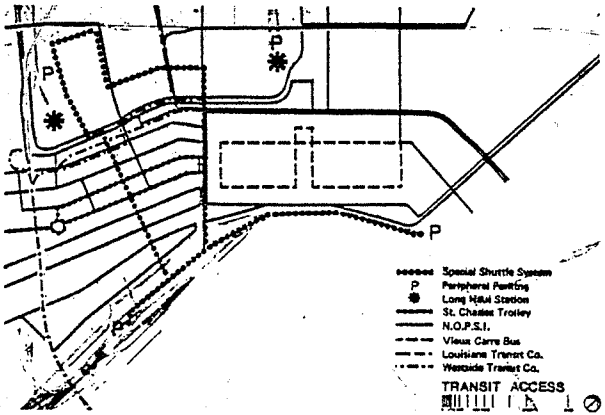 P
P
P
Special Shuttle System
P Peripheral Parking
Long Haul Station
St. Charles Trolley
N.O.P.S.I.
Vieux Carre Bus
Louisiana Transit Co.
Westside Transit Co.
TRANSIT ACCESS